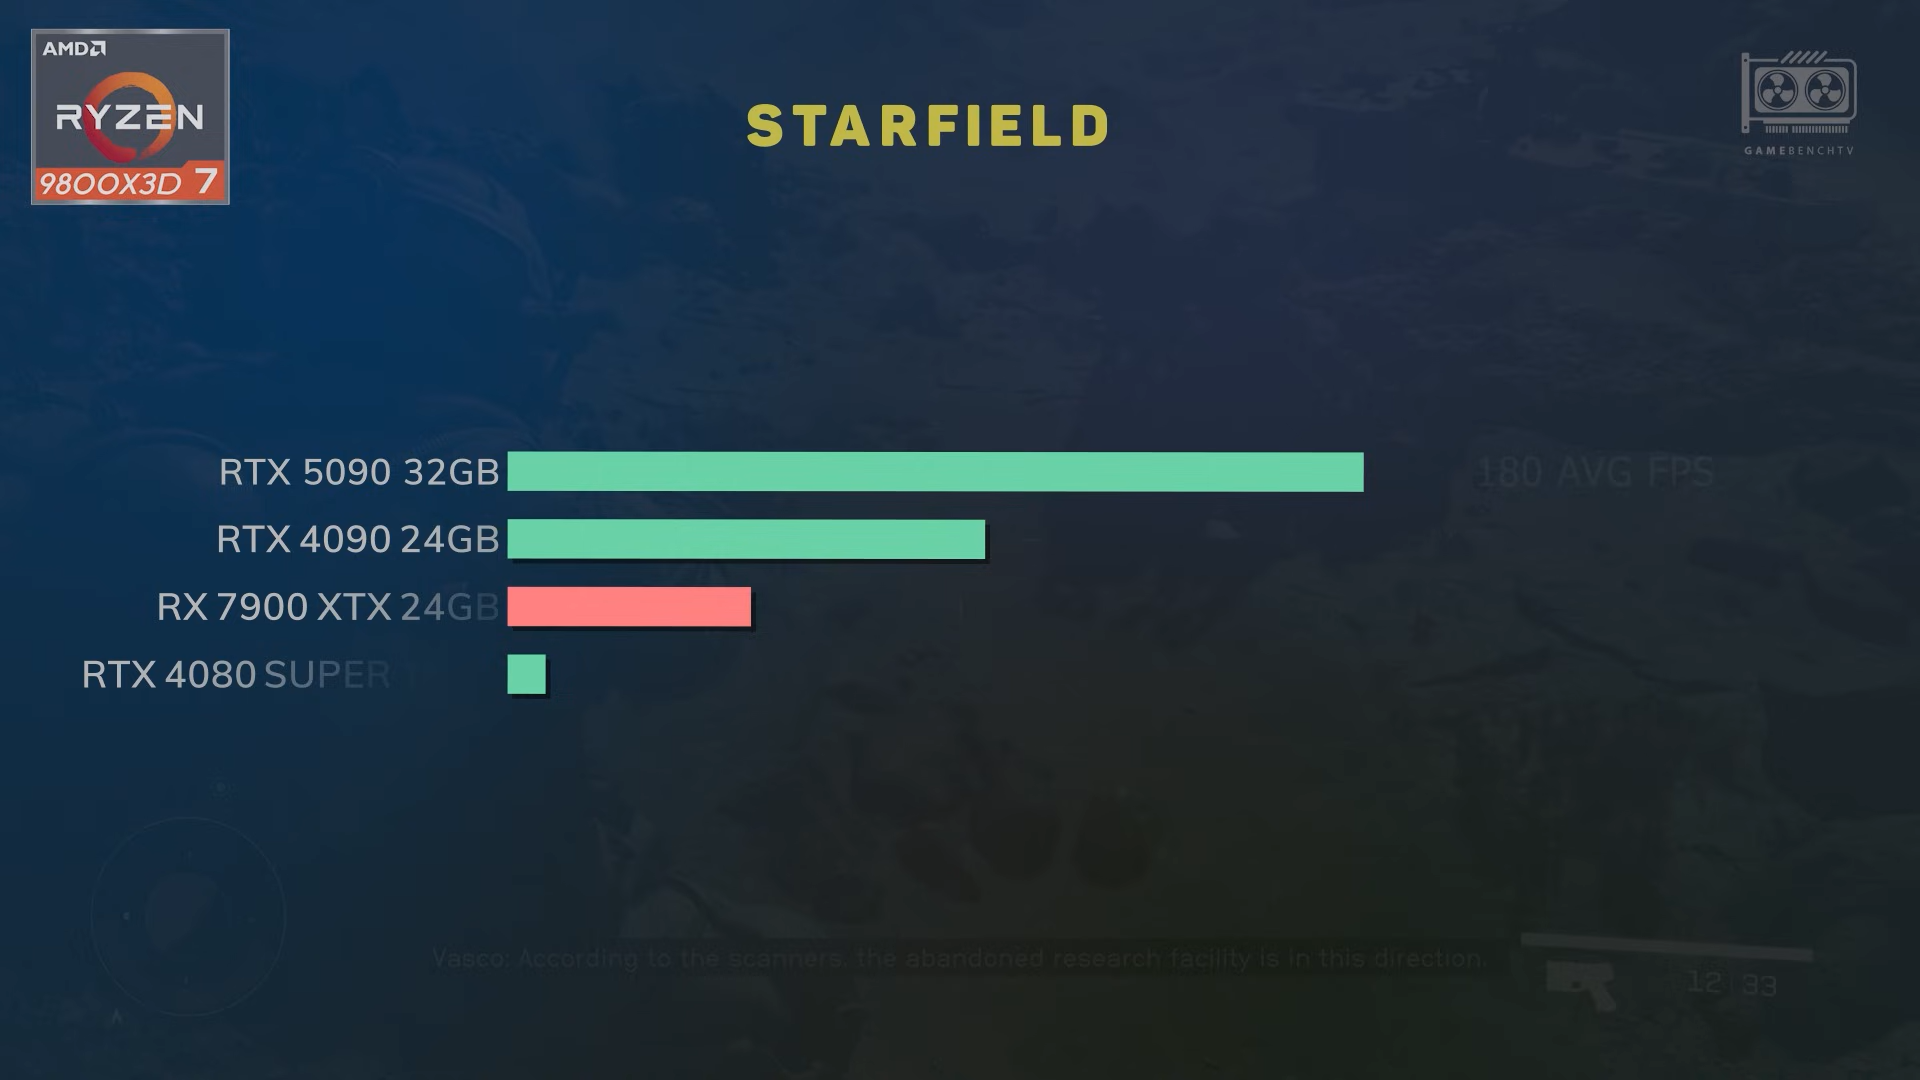 AMD
RYZEN
9800X3D 7
STARFIELD
GAMEBENCHTV
RTX 5090 32GB
180 AVG FPS
RTX 4090 24GB
RX 7900 XTX 24GB
RTX 4080 SUPER
Vasco: According to the scanners, the abandoned research facility is in this direction.
12 33